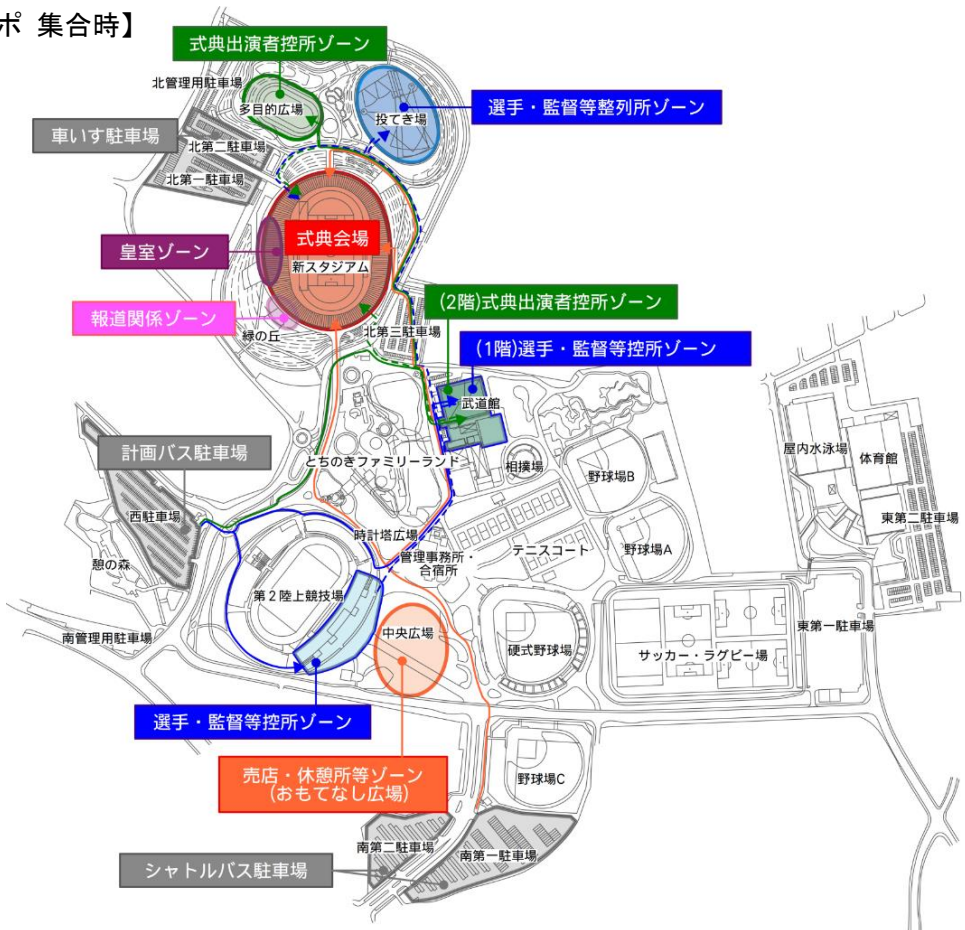 ポ 集合時】
式典出演者控所ゾーン
北管理用駐車場
多目的広場
投てき場
選手・監督等整列所ゾーン
車いす駐車場
北第二駐車場
北第一駐車場
式典会場
皇室ゾーン
新スタジアム
(2階)式典出演者控所ゾーン
報道関係ゾーン
緑の丘
北第三駐車場
(1階)選手・監督等控所ゾーン
武道館
計画バス駐車場
とちのきファミリーランド
相撲場
野球場B
屋内水泳場
体育館
西駐車場
東第二駐車場
時計塔広場
管理事務所・
合宿所
テニスコート
野球場A
憩の森
第2陸上競技場
中央広場
東第一駐車場
南管理用駐車場
硬式野球場
サッカー・ラグビー場
選手・監督等控所ゾーン
売店・休憩所等ゾーン
(おもてなし広場)
野球場C
南第二駐車場
南第一駐車場
シャトルバス駐車場